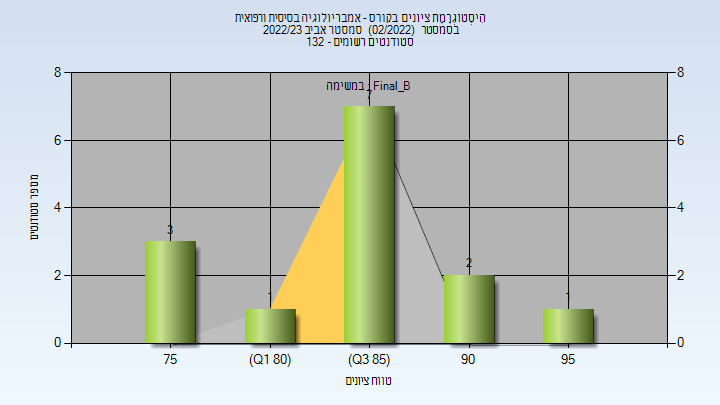 היסטוגרמת ציונים בקורס - אמבריולוגיה בסיסית ורפואית
בסמסטר (02/2022) סמסטר אביב 2022/23
סטודנטים רשומים - 132
במשימה : Final_B
8 8
7
6 6
מספר סטודנטים
4 4
3
2 2 2
1 1
0 0
75 (Q1 80) (Q3 85) 90 95
טווח ציונים